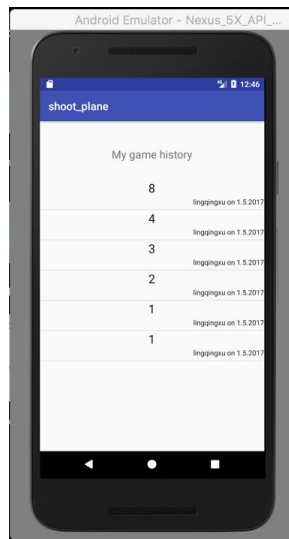 Android Emulator - Nexus_5X_API_...
12:46
shoot_plane
My game history
8
lingqingxu on 1.5.2017
4
lingqingxu on 1.5.2017
3
lingqingxu on 1.5.2017
2
lingqingxu on 1.5.2017
1
lingqingxu on 1.5.2017
1
lingqingxu on 1.5.2017